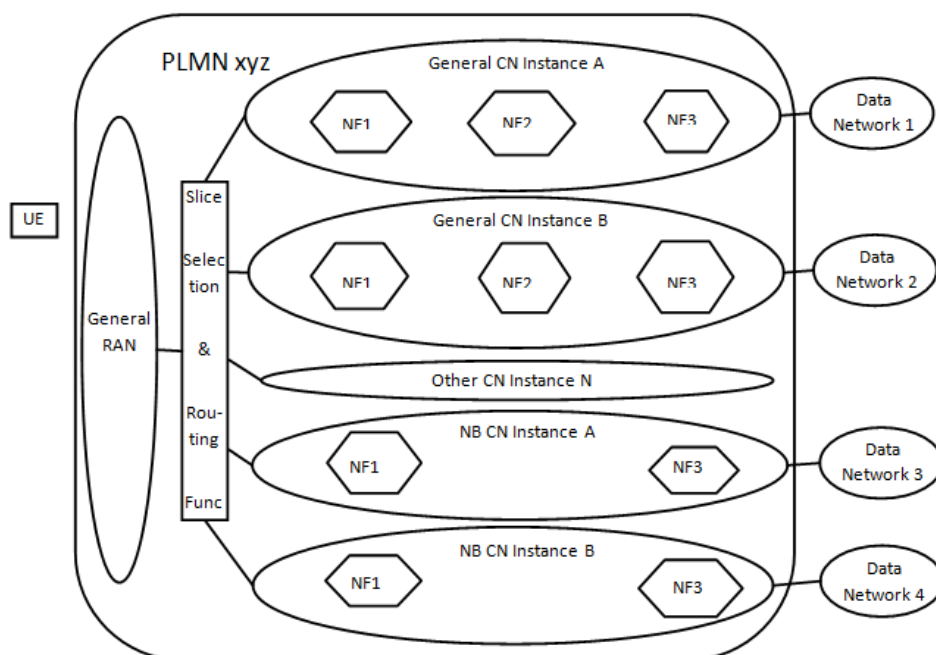 PLMN xyz
General CN Instance A
NF1
NF2
NF3
Data
Network 1
UE
General
RAN
Slice
Selec
tion
&
Rou-
ting
Func
General CN Instance B
NF1
NF2
NF3
Data
Network 2
Other CN Instance N
NB CN Instance A
NF1
NF3
Data
Network 3
NB CN Instance B
NF1
NF3
Data
Network 4